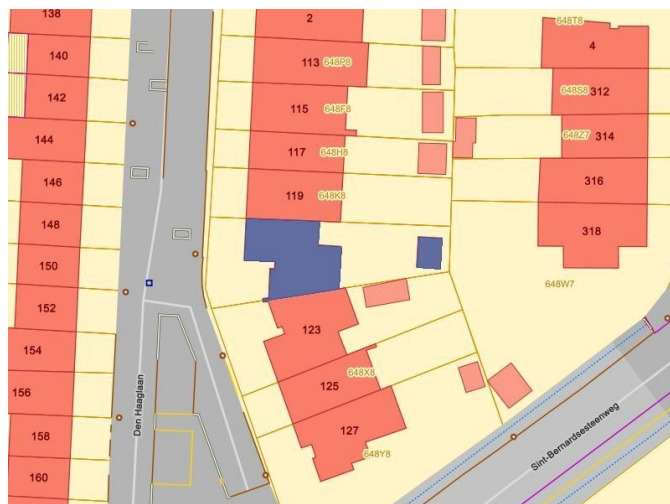 138
140
142
144
146
148
150
152
154
156
158
160
Den Haaglaan
2
113
648P8
115
648F8
117
648H8
119
648K8
123
125
648X8
127
648Y8
648T8
4
648S8
312
648Z7
314
316
318
648W7
Sint-Bernardsesteenweg